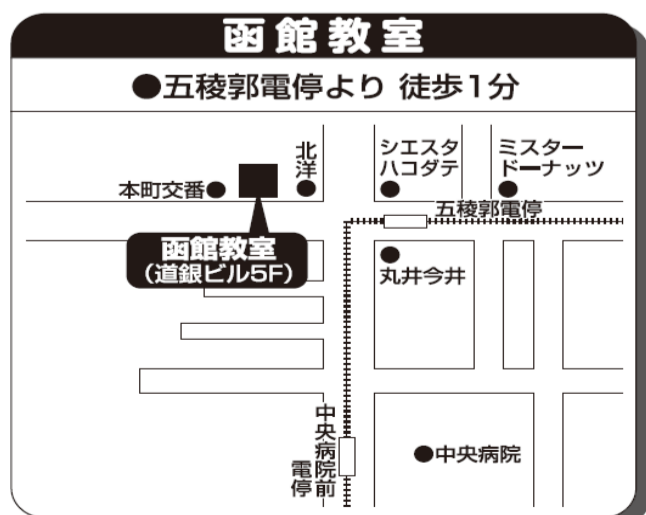 函館教室
●五稜郭電停より 徒歩1分
北洋
シエスタ
ハコダテ
ミスター
ドーナッツ
本町交番
五稜郭電停
函館教室
(道銀ビル5F)
丸井今井
中央病院前
電停
中央病院